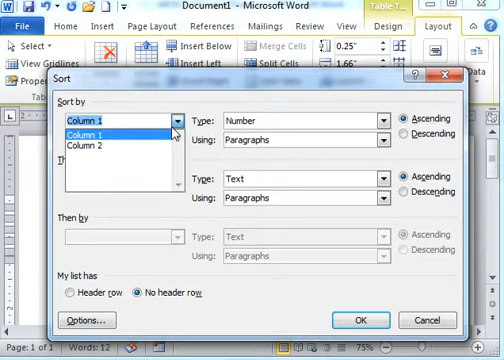 Document1 - Microsoft Word
Table T...
File
Home
Insert
Page Layout
References
Mailings
Review
View
Design
Layout
Select
Insert Below
Merge Cells
0.25"
View Gridlines
Insert Left
Split Cells
1.66"
Proper
Sort
Sort by
Column 1
Type:
Number
Ascending
Column 1
Using:
Paragraphs
Descending
Column 2
Th
Text
Ascending
Paragraphs
Descending
Then by
Type:
Text
Ascending
Using:
Paragraphs
Descending
My list has
Header row
No header row
Options...
OK
Cancel
Page: 1 of 1
Words: 12
75%